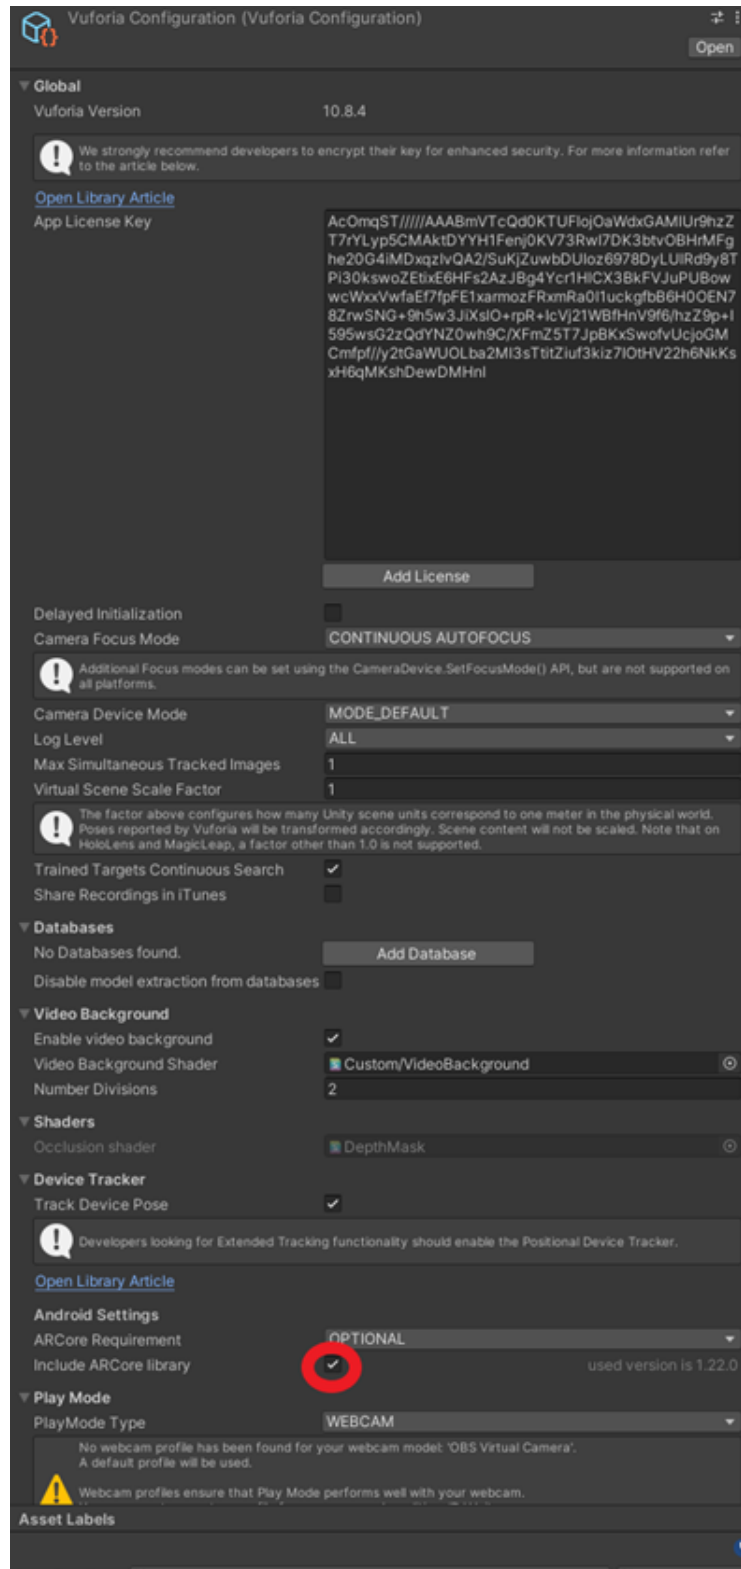 Vuforia Configuration (Vuforia Configuration)
Open
Global
Vuforia Version 10.8.4
We strongly recommend developers to encrypt their key for enhanced security. For more information refer
to the article below.
Open Library Article
App License Key
Add License
Delayed Initialization
Camera Focus Mode CONTINUOUS AUTOFOCUS
Additional Focus modes can be set using the CameraDevice.SetFocusMode() API, but are not supported on
all platforms.
Camera Device Mode MODE_DEFAULT
Log Level ALL
Max Simultaneous Tracked Images 1
Virtual Scene Scale Factor 1
The factor above configures how many Unity scene units correspond to one meter in the physical world.
Poses reported by Vuforia will be transformed accordingly. Scene content will not be scaled. Note that on
HoloLens and MagicLeap, a factor other than 1.0 is not supported.
Trained Targets Continuous Search
Share Recordings in iTunes
Databases
No Databases found. Add Database
Disable model extraction from databases
Video Background
Enable video background
Video Background Shader Custom/VideoBackground
Number Divisions 2
Shaders
Occlusion shader DepthMask
Device Tracker
Track Device Pose
Developers looking for Extended Tracking functionality should enable the Positional Device Tracker.
Open Library Article
Android Settings
ARCore Requirement OPTIONAL
Include ARCore library used version is 1.22.0
Play Mode
PlayMode Type WEBCAM
No webcam profile has been found for your webcam model: 'OBS Virtual Camera'.
A default profile will be used.
Webcam profiles ensure that Play Mode performs well with your webcam.
Asset Labels